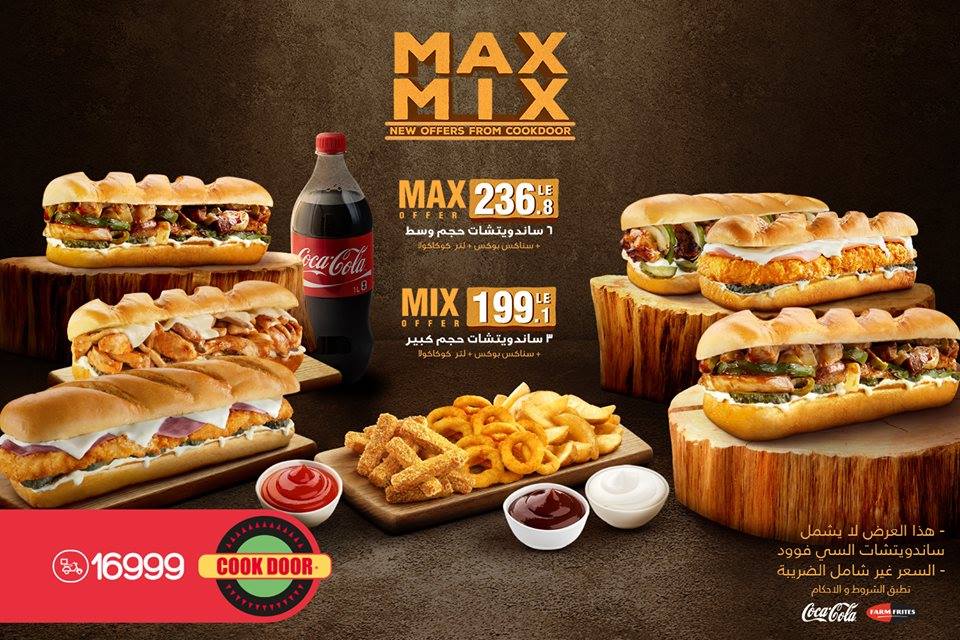 MAX
MIX
NEW OFFERS FROM COOKDOOR
MAX
OFFER
236.8 LE
٦ ساندويتشات حجم وسط
+ سناكس بوكس + لتر كوكاكولا
MIX
OFFER
199.1 LE
٣ ساندويتشات حجم كبير
+ سناكس بوكس + لتر كوكاكولا
Coca-Cola
1L
16999
COOK DOOR
- هذا العرض لا يشمل
ساندويتشات السي فوود
- السعر غير شامل الضريبة
تطبق الشروط و الاحكام
Coca-Cola
FARM FRITES